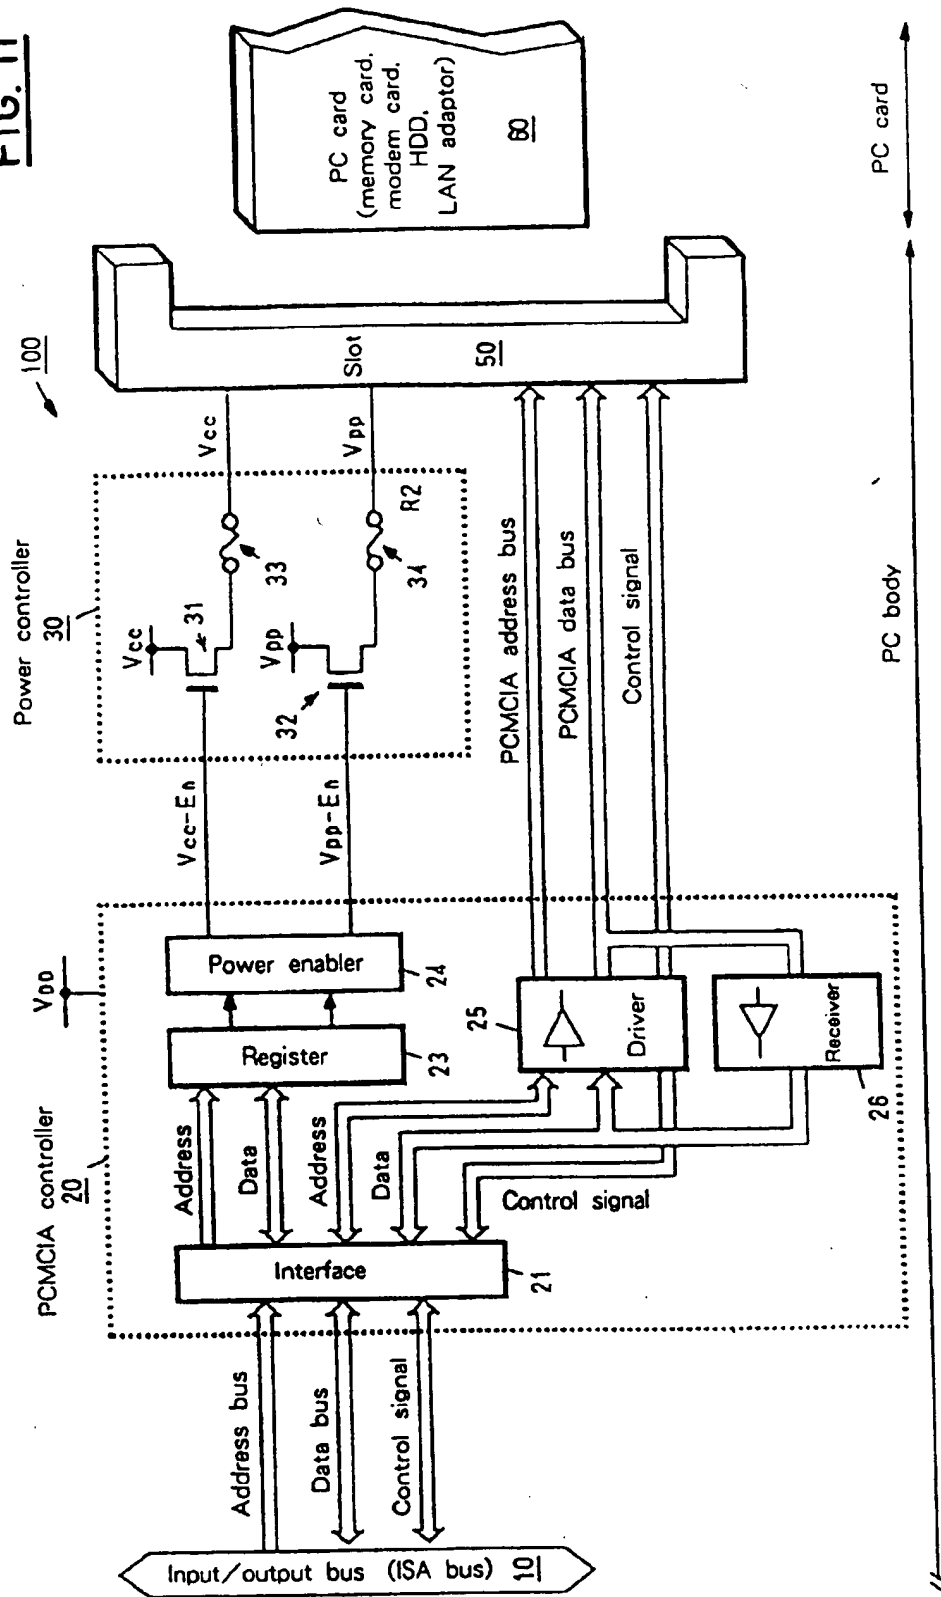 FIG. 11
100
Power controller
30
Vcc
31
33
Vcc
Vpp
32
34
R2
Vpp
Slot
50
PC card
(memory card.
modem card.
HDD.
LAN adaptor)
60
PCMCIA controller
20
VDD
Vcc-En
Vpp-En
Power enabler
24
Register
23
Address
Data
Address
Data
Control signal
Interface
21
25
Driver
Receiver
26
PCMCIA address bus
PCMCIA data bus
Control signal
Address bus
Data bus
Control signal
Input/output bus (ISA bus) 10
PC body
PC card